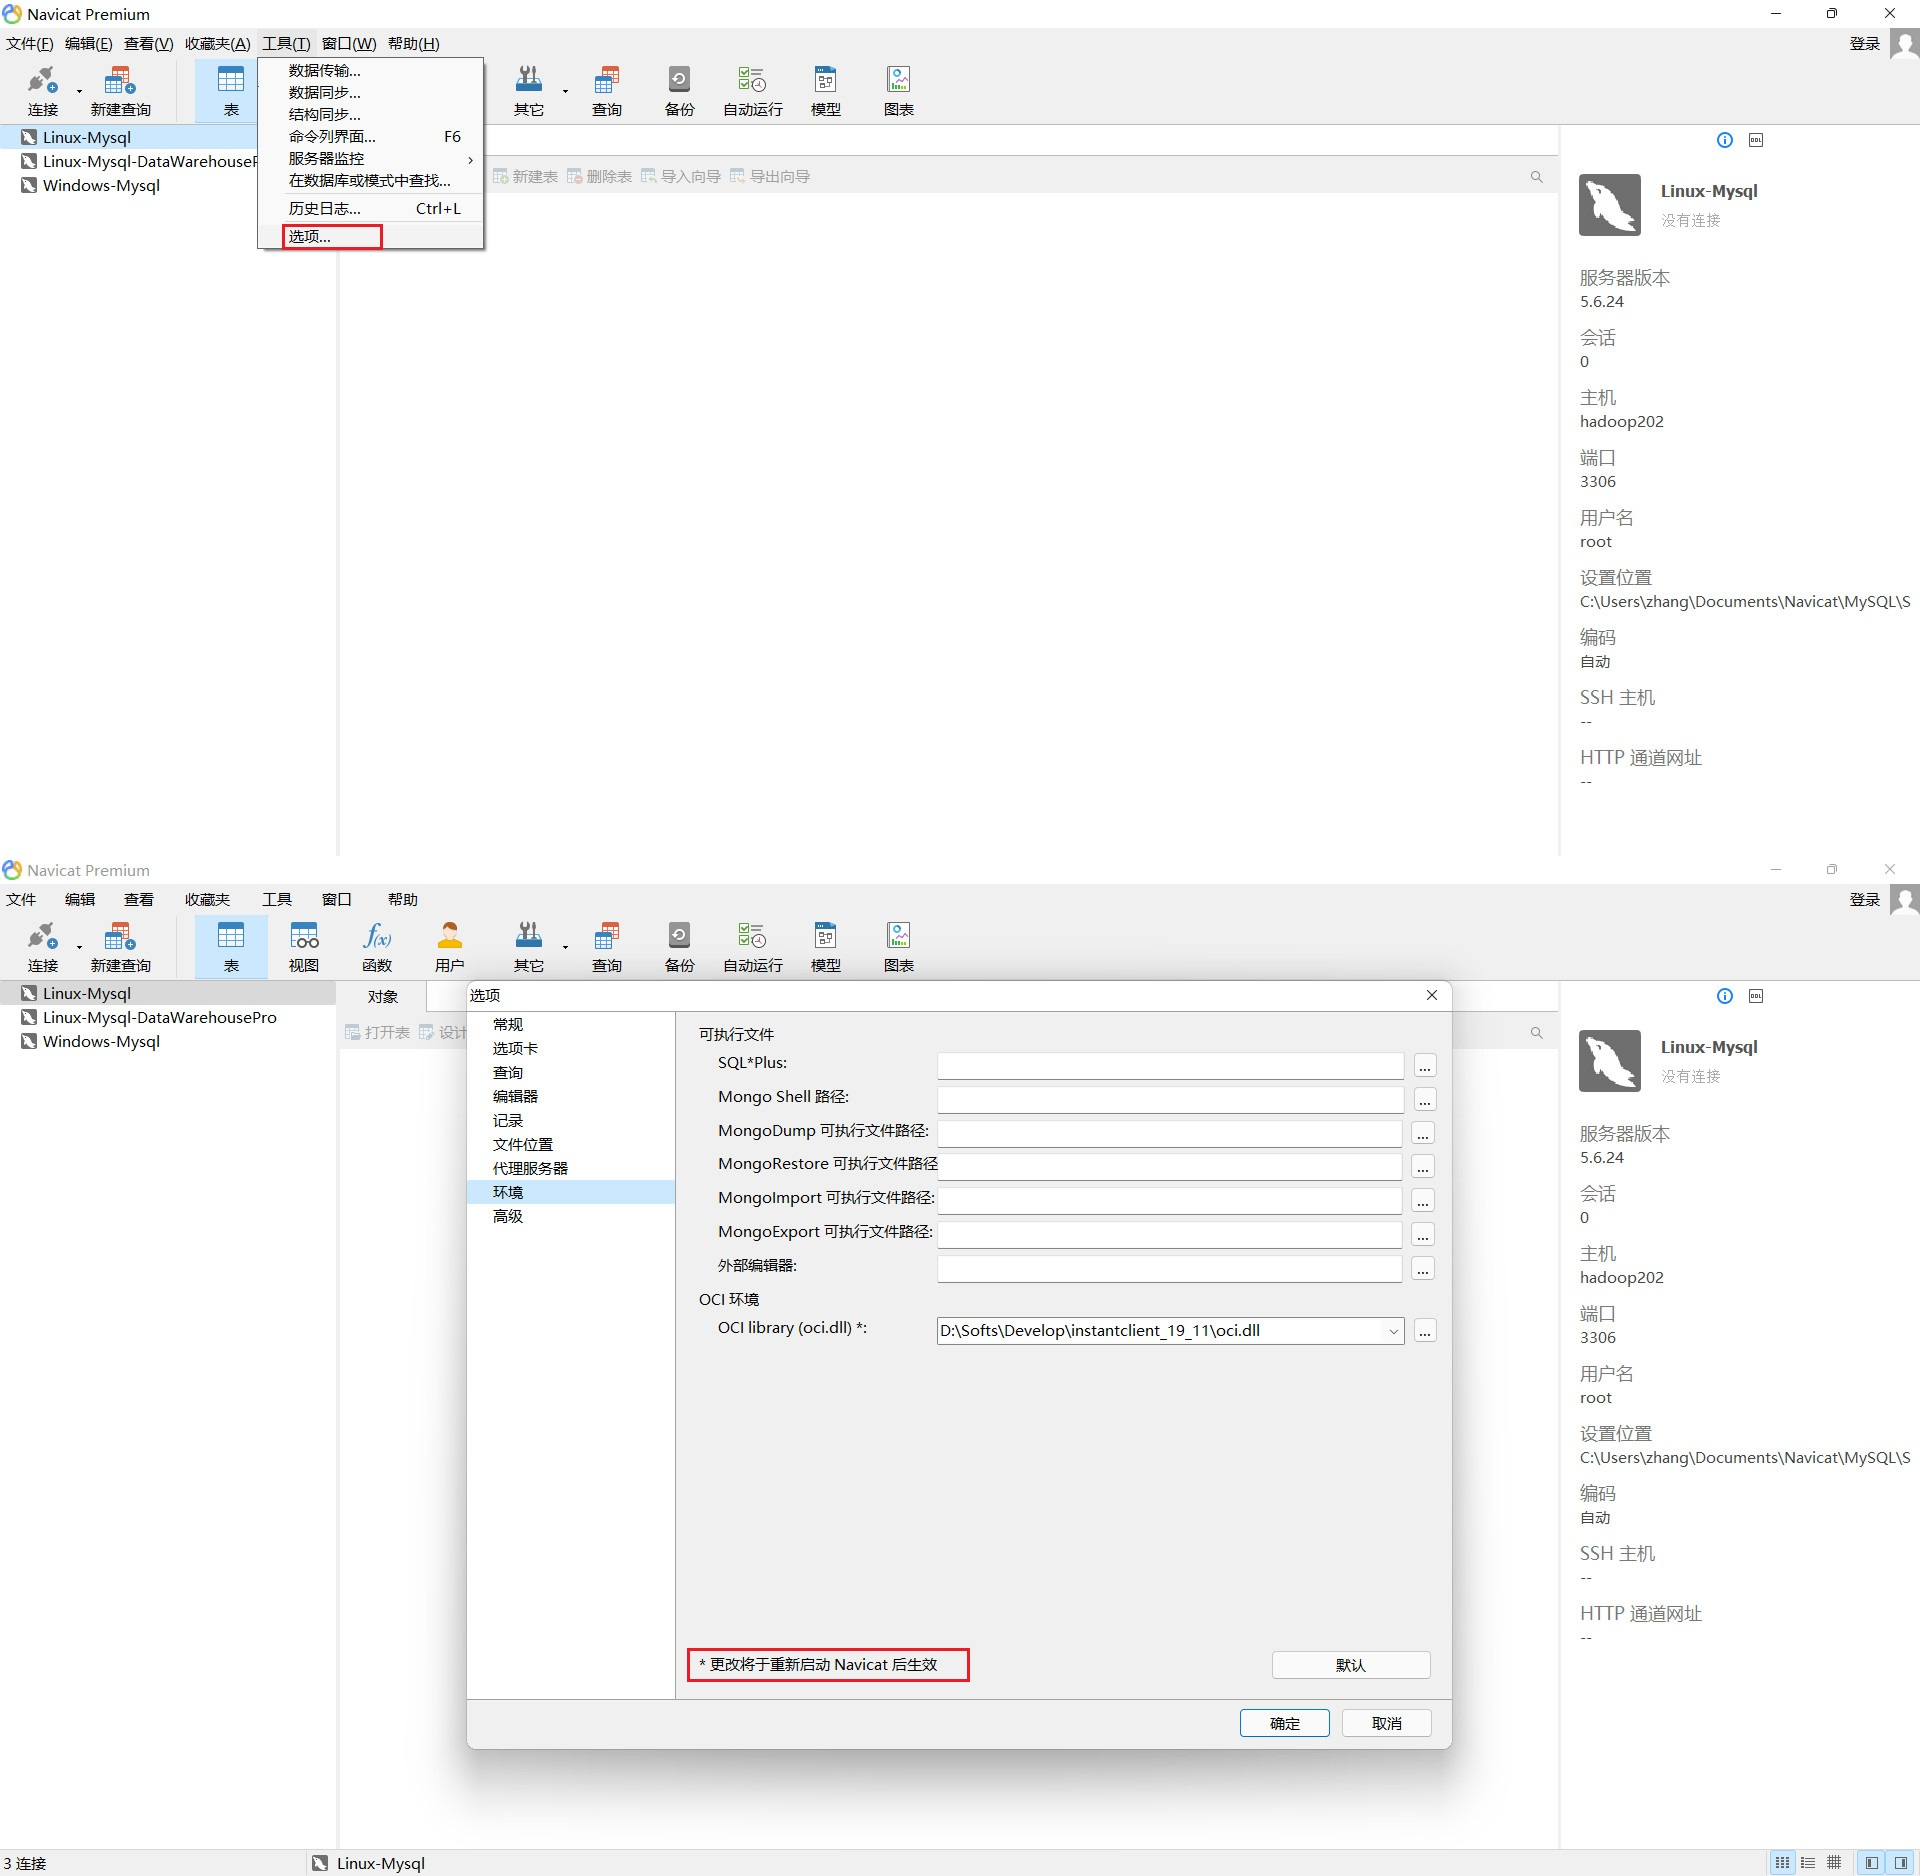 Navicat Premium
文件(F) 编辑(E) 查看(V) 收藏夹(A) 工具(T) 窗口(W) 帮助(H)
登录
连接 新建查询 表 其它 查询 备份 自动运行 模型 图表
数据传输...
数据同步...
结构同步...
命令列界面... F6
服务器监控
在数据库或模式中查找...
历史日志... Ctrl+L
选项...
Linux-Mysql
Linux-Mysql-DataWarehouseP
Windows-Mysql
新建表 删除表 导入向导 导出向导
DDL
Linux-Mysql
没有连接
服务器版本
5.6.24
会话
0
主机
hadoop202
端口
3306
用户名
root
设置位置
C:\Users\zhang\Documents\Navicat\MySQL\S
编码
自动
SSH 主机
--
HTTP 通道网址
--
Navicat Premium
文件 编辑 查看 收藏夹 工具 窗口 帮助
登录
f(x)
连接 新建查询 表 视图 函数 用户 其它 查询 备份 自动运行 模型 图表
Linux-Mysql
Linux-Mysql-DataWarehousePro
Windows-Mysql
对象
打开表 设计
选项
常规
选项卡
查询
编辑器
记录
文件位置
代理服务器
环境
高级
可执行文件
SQL*Plus: ...
Mongo Shell 路径: ...
MongoDump 可执行文件路径: ...
MongoRestore 可执行文件路径 ...
MongoImport 可执行文件路径: ...
MongoExport 可执行文件路径: ...
外部编辑器: ...
OCI 环境
OCI library (oci.dll) *: D:\Softs\Develop\instantclient_19_11\oci.dll ...
* 更改将于重新启动 Navicat 后生效
默认
确定 取消
DDL
Linux-Mysql
没有连接
服务器版本
5.6.24
会话
0
主机
hadoop202
端口
3306
用户名
root
设置位置
C:\Users\zhang\Documents\Navicat\MySQL\S
编码
自动
SSH 主机
--
HTTP 通道网址
--
3 连接 Linux-Mysql